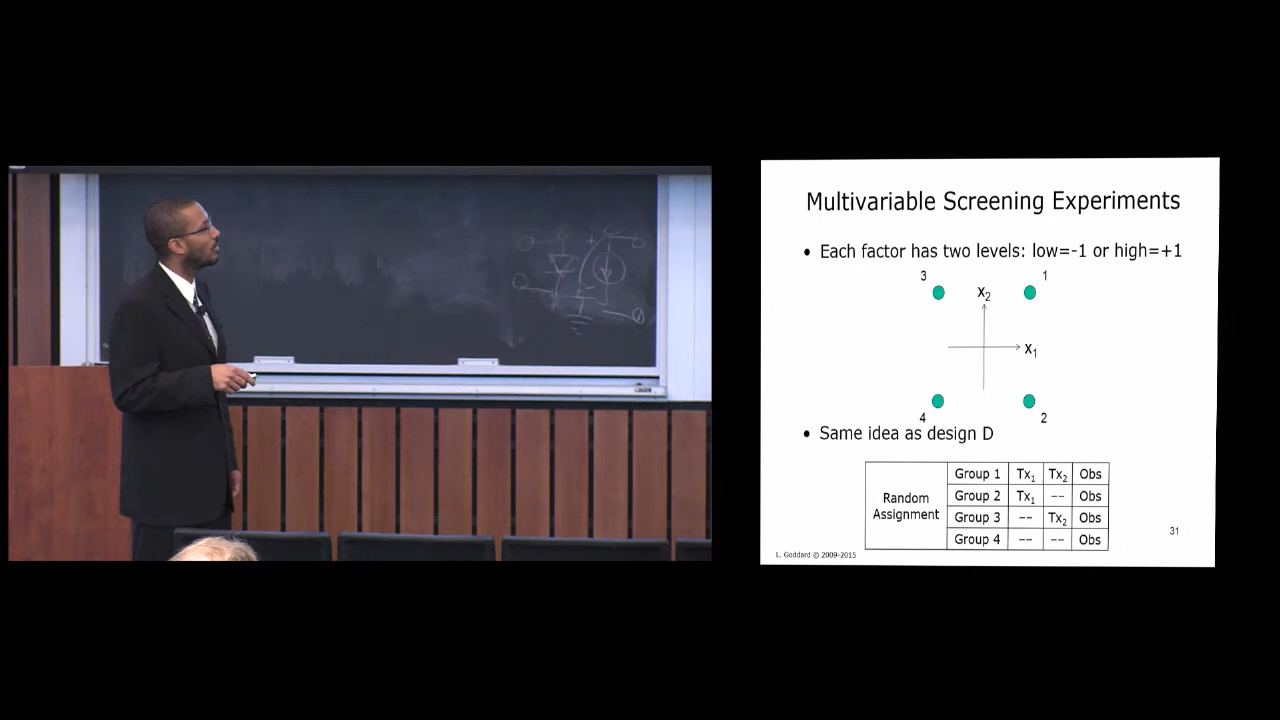 Multivariable Screening Experiments
• Each factor has two levels: low=-1 or high=+1
3
1
x₂
x₁
4
2
• Same idea as design D
Random Assignment
Group 1 Tx₁ Tx₂ Obs
Group 2 Tx₁ -- Obs
Group 3 -- Tx₂ Obs
Group 4 -- -- Obs
31
L. Goddard © 2009-2015